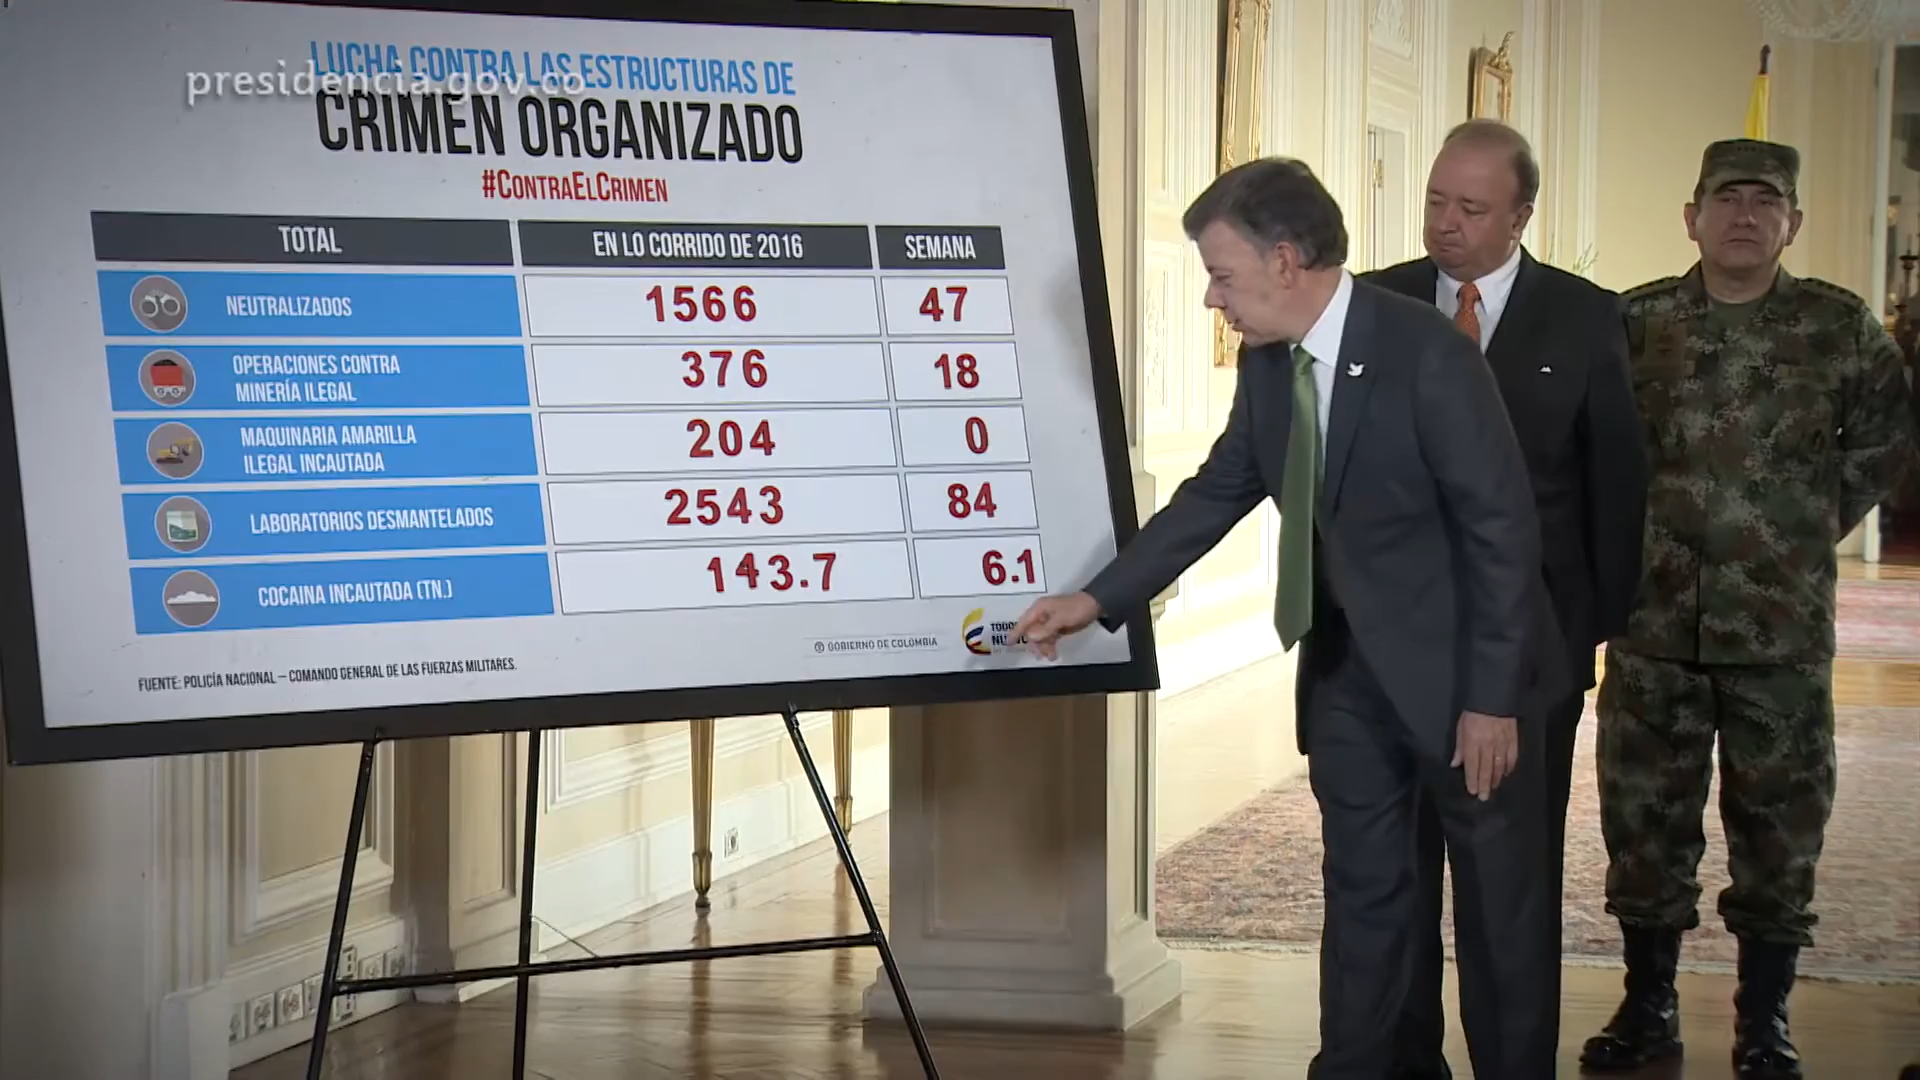 presidencia.gov.co
LUCHA CONTRA LAS ESTRUCTURAS DE
CRIMEN ORGANIZADO
#CONTRAELCRIMEN
TOTAL EN LO CORRIDO DE 2016 SEMANA
NEUTRALIZADOS 1566 47
OPERACIONES CONTRA
MINERÍA ILEGAL 376 18
MAQUINARIA AMARILLA
ILEGAL INCAUTADA 204 0
LABORATORIOS DESMANTELADOS 2543 84
COCAINA INCAUTADA (TN.) 143.7 6.1
GOBIERNO DE COLOMBIA
FUENTE: POLICÍA NACIONAL – COMANDO GENERAL DE LAS FUERZAS MILITARES.